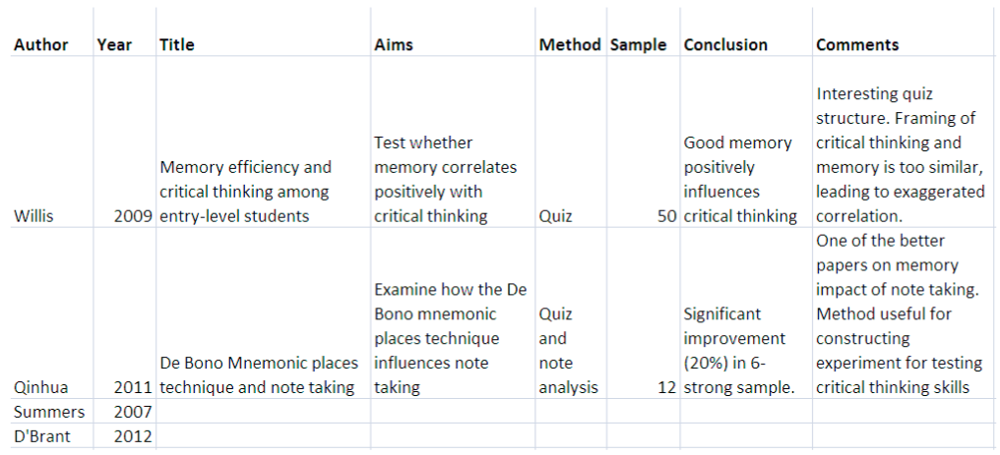 Author Year Title Aims Method Sample Conclusion Comments
Interesting quiz
structure. Framing of
Test whether Good memory critical thinking and
Memory efficiency and memory correlates positively memory is too similar,
critical thinking among positively with influences leading to exaggerated
Willis 2009 entry-level students critical thinking Quiz 50 critical thinking correlation.
One of the better
papers on memory
Examine how the De impact of note taking.
Bono mnemonic Quiz Significant Method useful for
places technique and improvement constructing
De Bono Mnemonic places influences note note (20%) in 6- experiment for testing
Qinhua 2011 technique and note taking taking analysis 12 strong sample. critical thinking skills
Summers 2007
D'Brant 2012